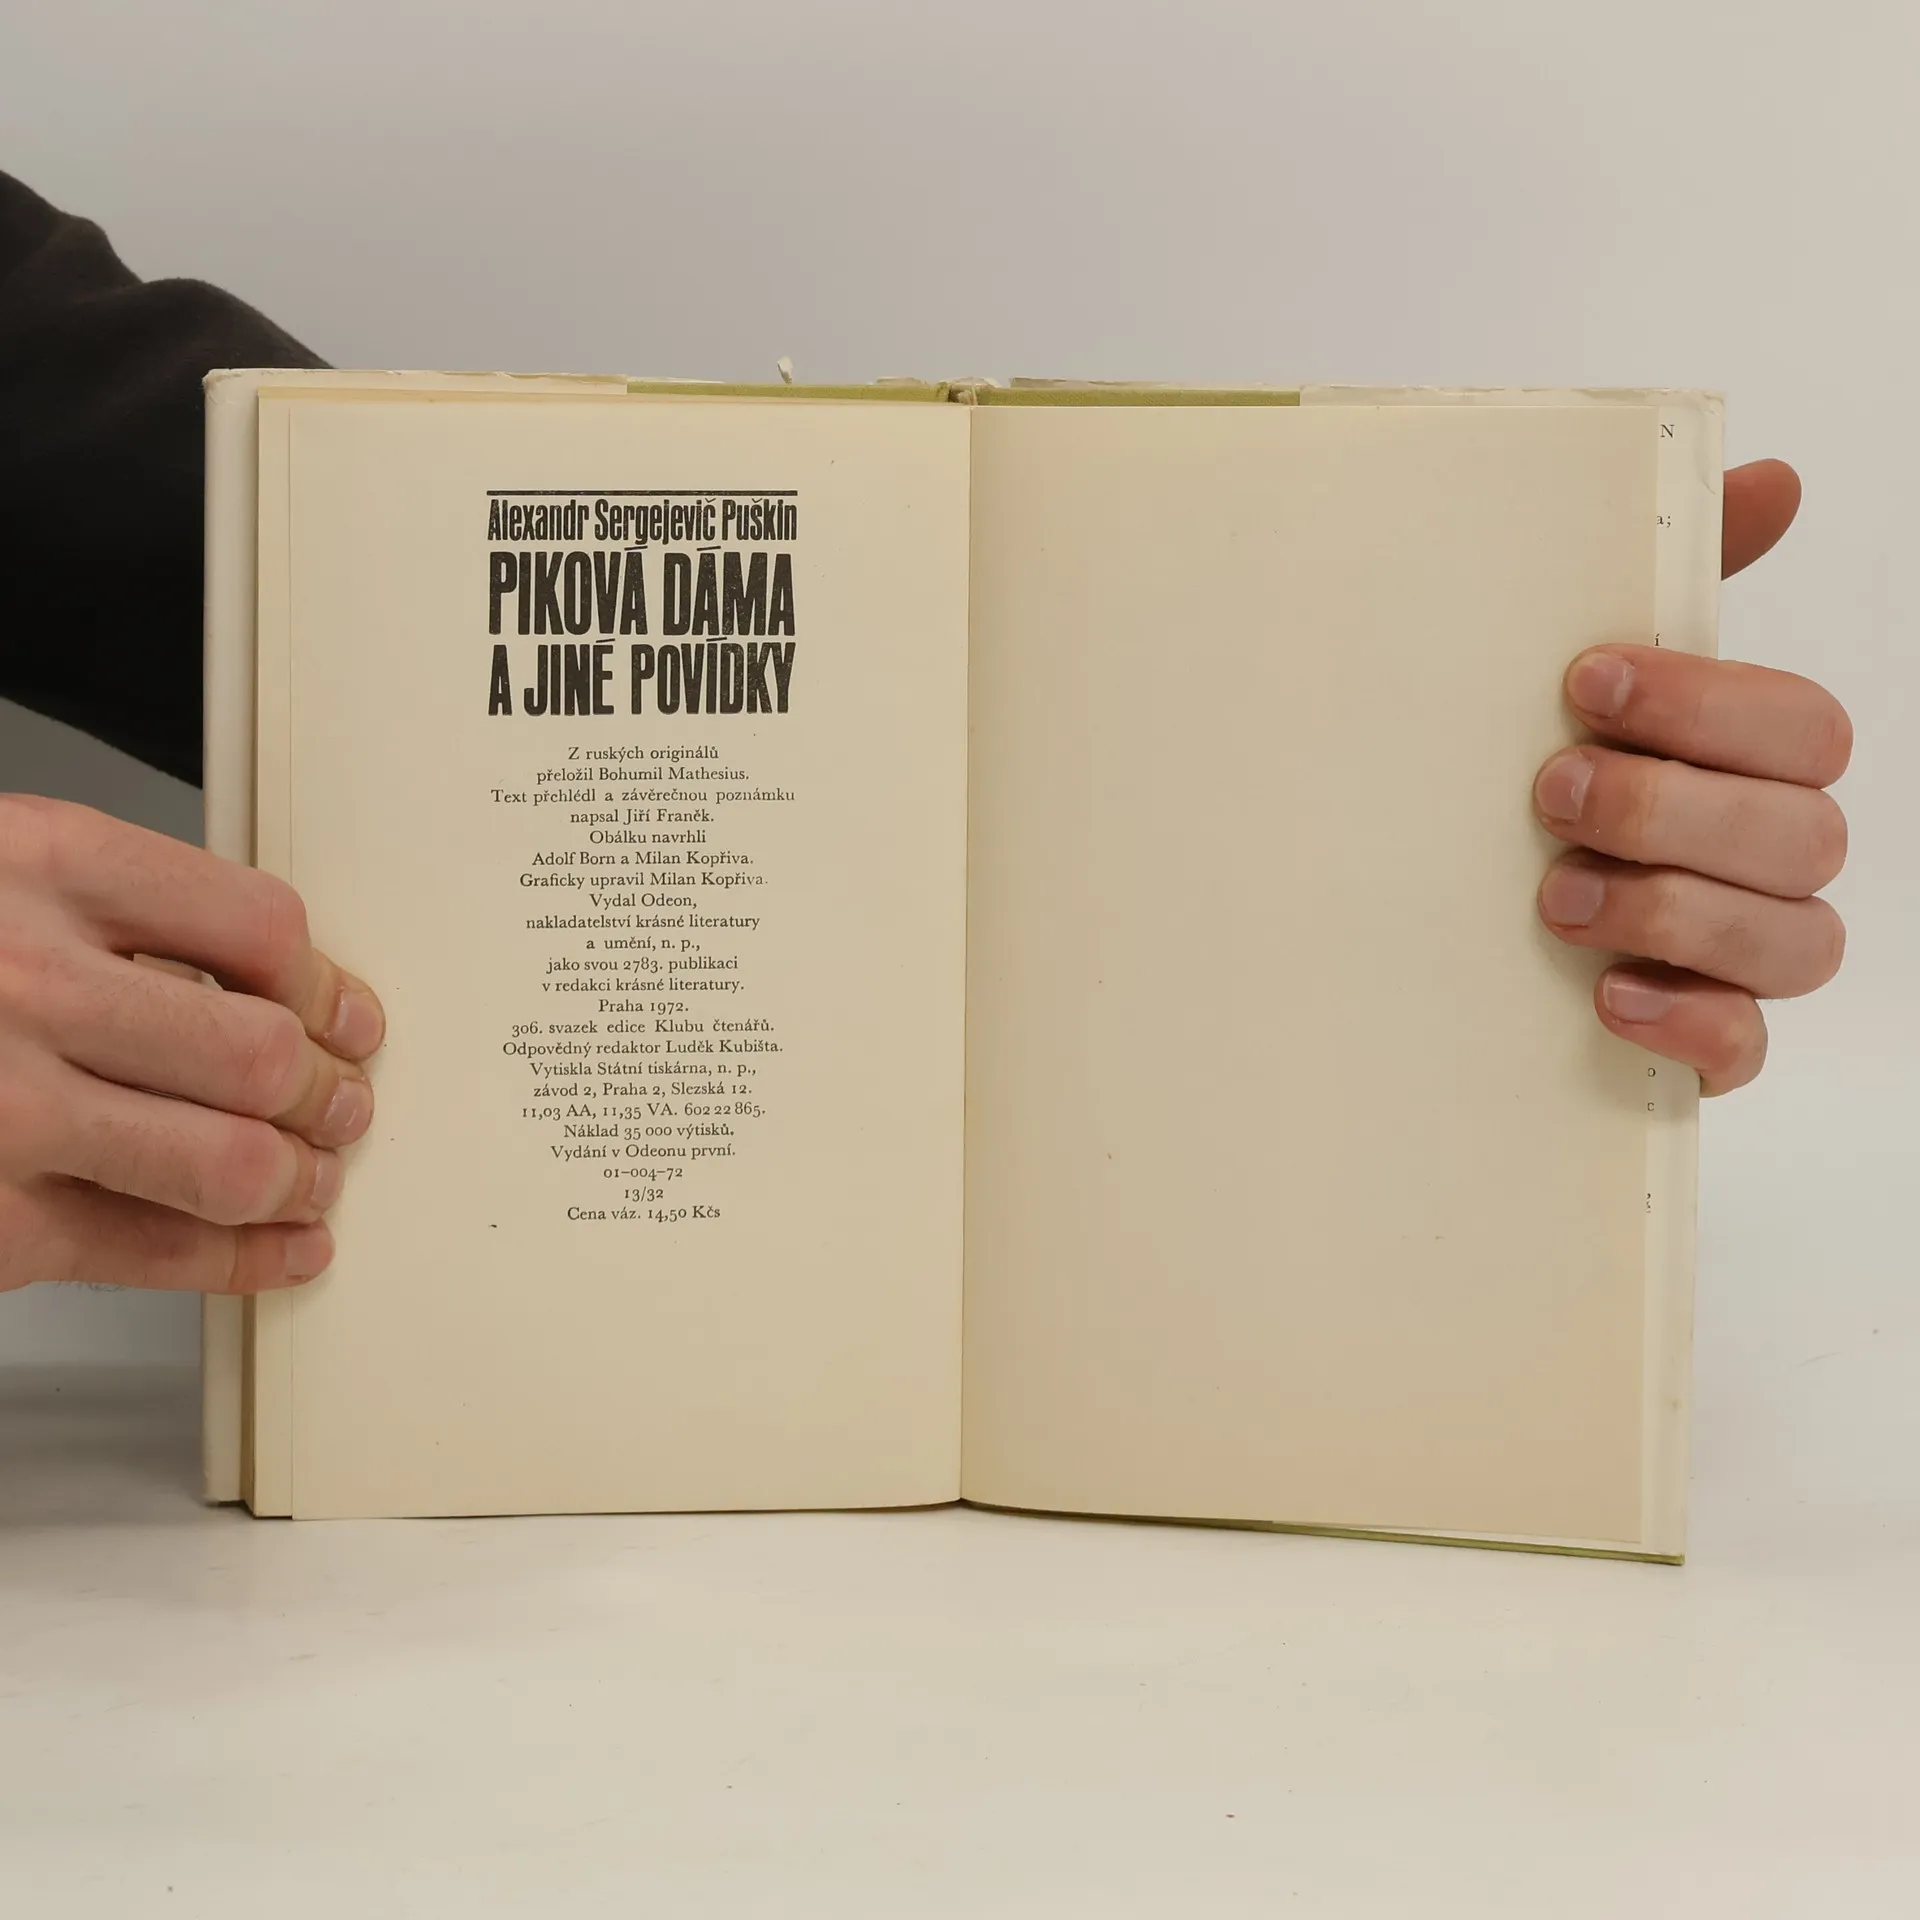 Alexandr Sergejevič Puškin
PIKOVÁ DÁMA
A JINÉ POVÍDKY
Z ruských originálů
přeložil Bohumil Mathesius.
Text přehlédl a závěrečnou poznámku
napsal Jiří Franěk.
Obálku navrhli
Adolf Born a Milan Kopřiva.
Graficky upravil Milan Kopřiva.
Vydal Odeon,
nakladatelství krásné literatury
a umění, n. p.,
jako svou 2783. publikaci
v redakci krásné literatury.
Praha 1972.
306. svazek edice Klubu čtenářů.
Odpovědný redaktor Luděk Kubišta.
Vytiskla Státní tiskárna, n. p.,
závod 2, Praha 2, Slezská 12.
11,03 AA, 11,35 VA. 602 22 865.
Náklad 35 000 výtisků.
Vydání v Odeonu první.
01–004–72
13/32
Cena váz. 14,50 Kčs
N
a;
í
o
c